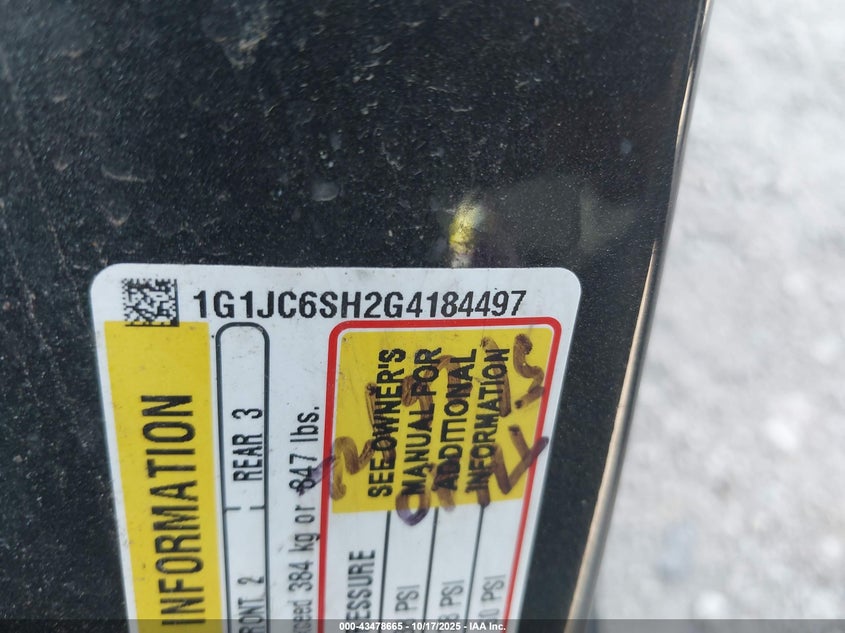 1G1JC6SH2G4184497
INFORMATION
FRONT 2
REAR 3
exceed 384 kg or 847 lbs.
SEE OWNER'S
MANUAL FOR
ADDITIONAL
INFORMATION
PSI
PSI
PSI
000-43478665 - 10/17/2025 - IAA Inc.